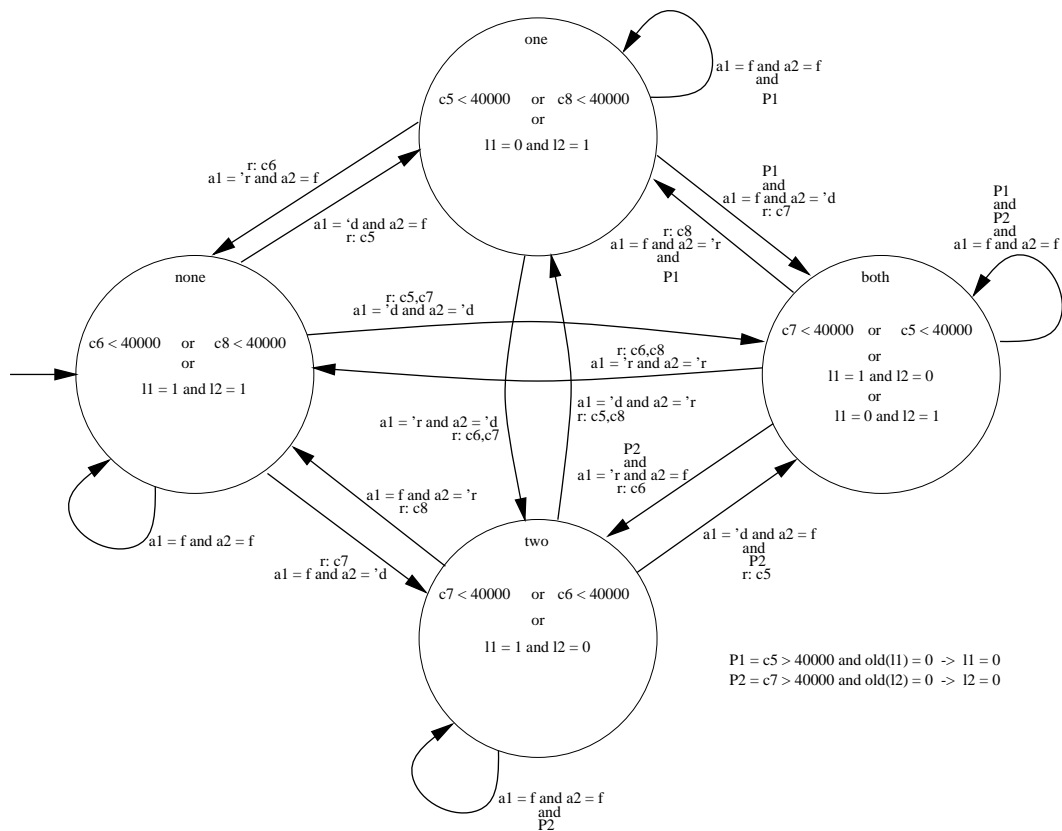 one
c5 < 40000 or c8 < 40000
or
l1 = 0 and l2 = 1
a1 = f and a2 = f
and
P1
r: c6
a1 = 'r and a2 = f
a1 = 'd and a2 = f
r: c5
P1
and
a1 = f and a2 = 'd
r: c7
r: c8
a1 = f and a2 = 'r
and
P1
P1
and
P2
and
a1 = f and a2 = f
none
c6 < 40000 or c8 < 40000
or
l1 = 1 and l2 = 1
r: c5,c7
a1 = 'd and a2 = 'd
r: c6,c8
a1 = 'r and a2 = 'r
both
c7 < 40000 or c5 < 40000
or
l1 = 1 and l2 = 0
or
l1 = 0 and l2 = 1
a1 = 'r and a2 = 'd
r: c6,c7
a1 = 'd and a2 = 'r
r: c5,c8
P2
and
a1 = 'r and a2 = f
r: c6
a1 = f and a2 = 'r
r: c8
a1 = f and a2 = f
r: c7
a1 = f and a2 = 'd
a1 = 'd and a2 = f
and
P2
r: c5
two
c7 < 40000 or c6 < 40000
or
l1 = 1 and l2 = 0
P1 = c5 > 40000 and old(l1) = 0 -> l1 = 0
P2 = c7 > 40000 and old(l2) = 0 -> l2 = 0
a1 = f and a2 = f
and
P2